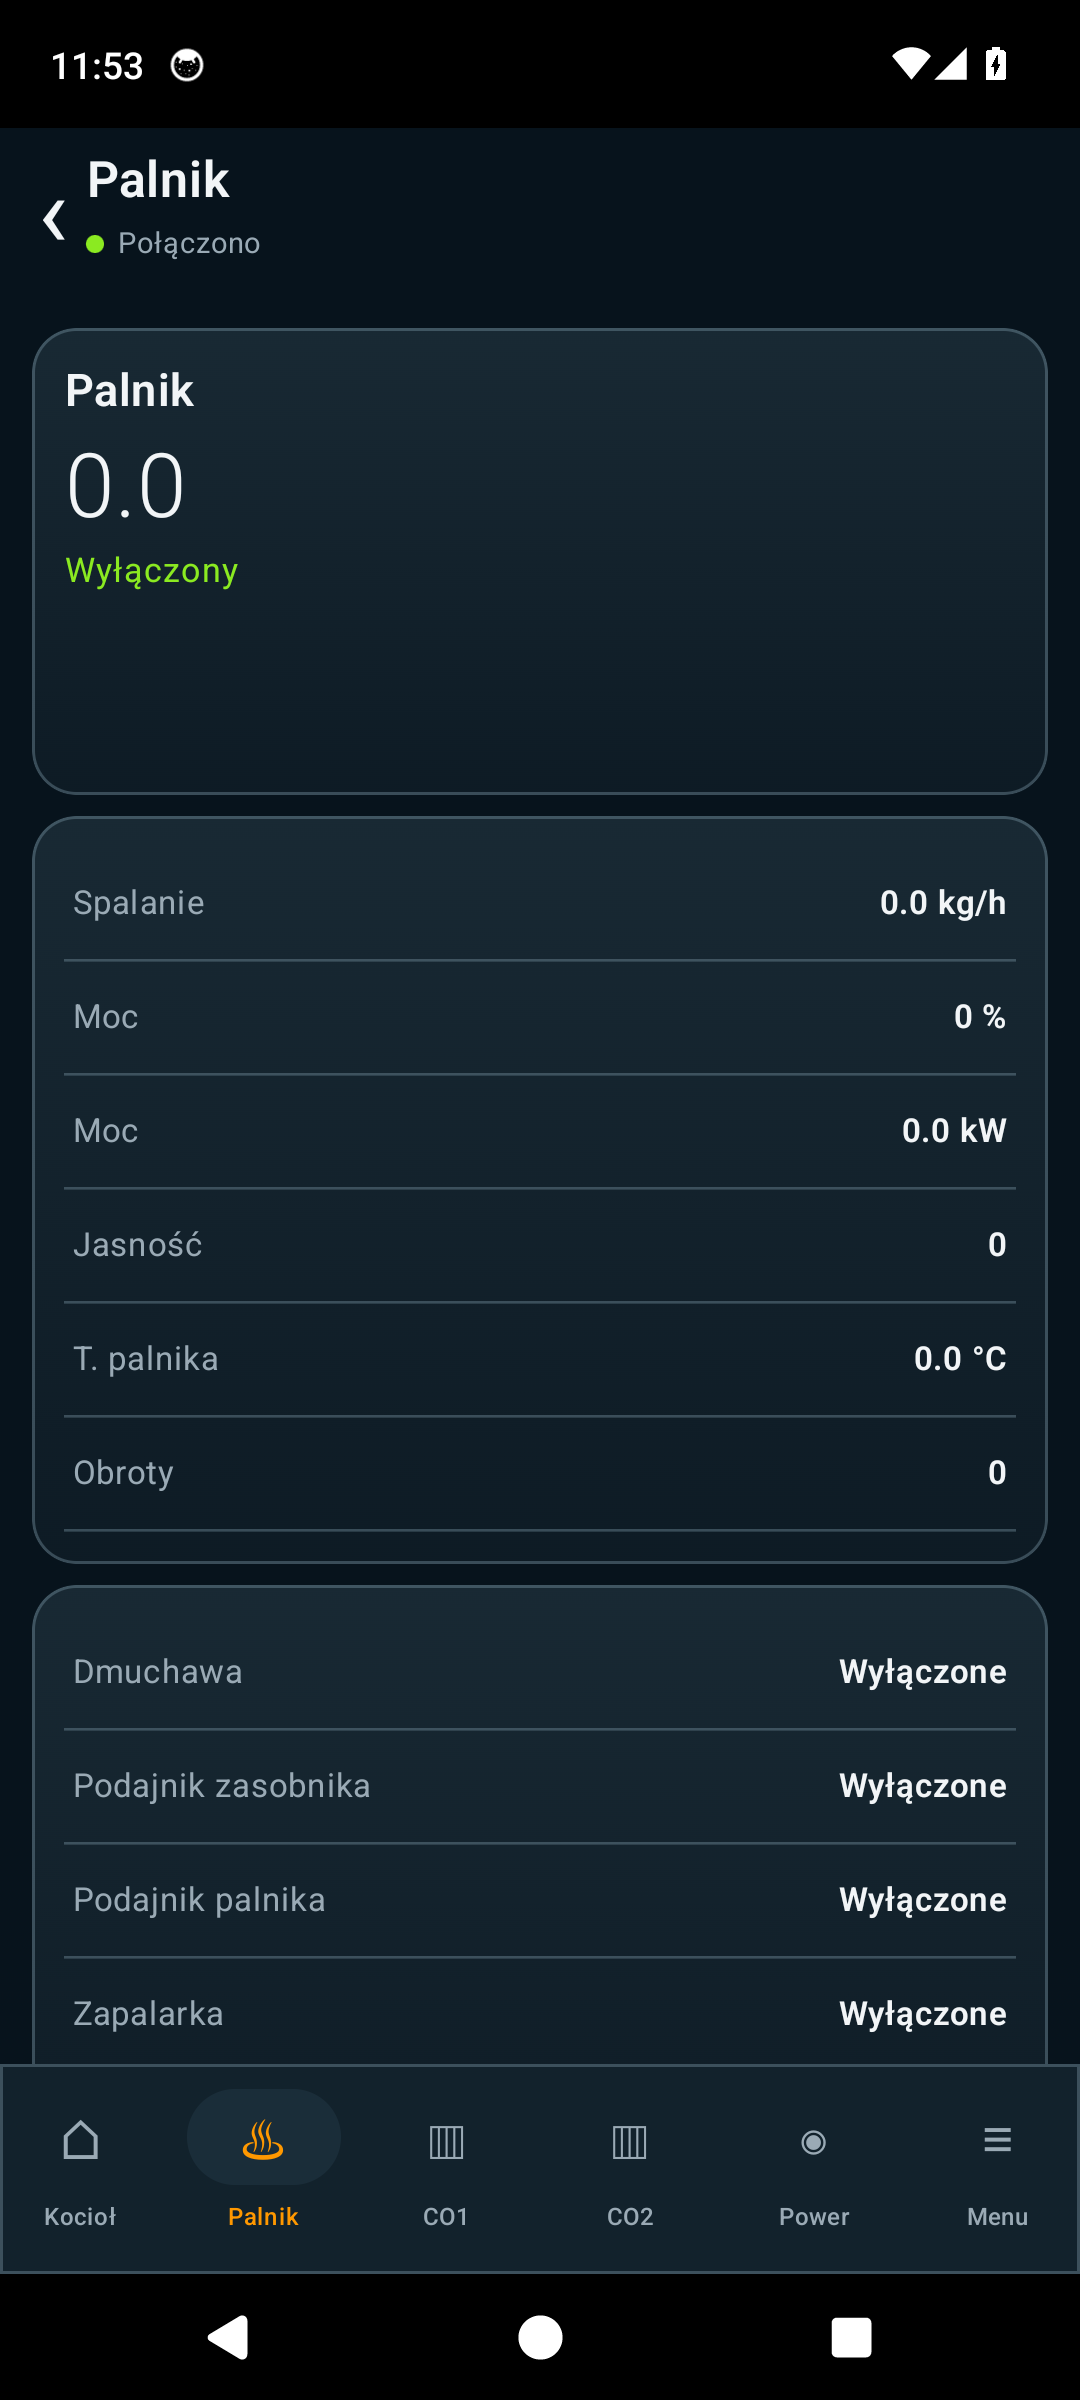 11:53
Palnik
Połączono
Palnik
0.0
Wyłączony
Spalanie 0.0 kg/h
Moc 0 %
Moc 0.0 kW
Jasność 0
T. palnika 0.0 °C
Obroty 0
Dmuchawa Wyłączone
Podajnik zasobnika Wyłączone
Podajnik palnika Wyłączone
Zapalarka Wyłączone
Kocioł Palnik CO1 CO2 Power Menu